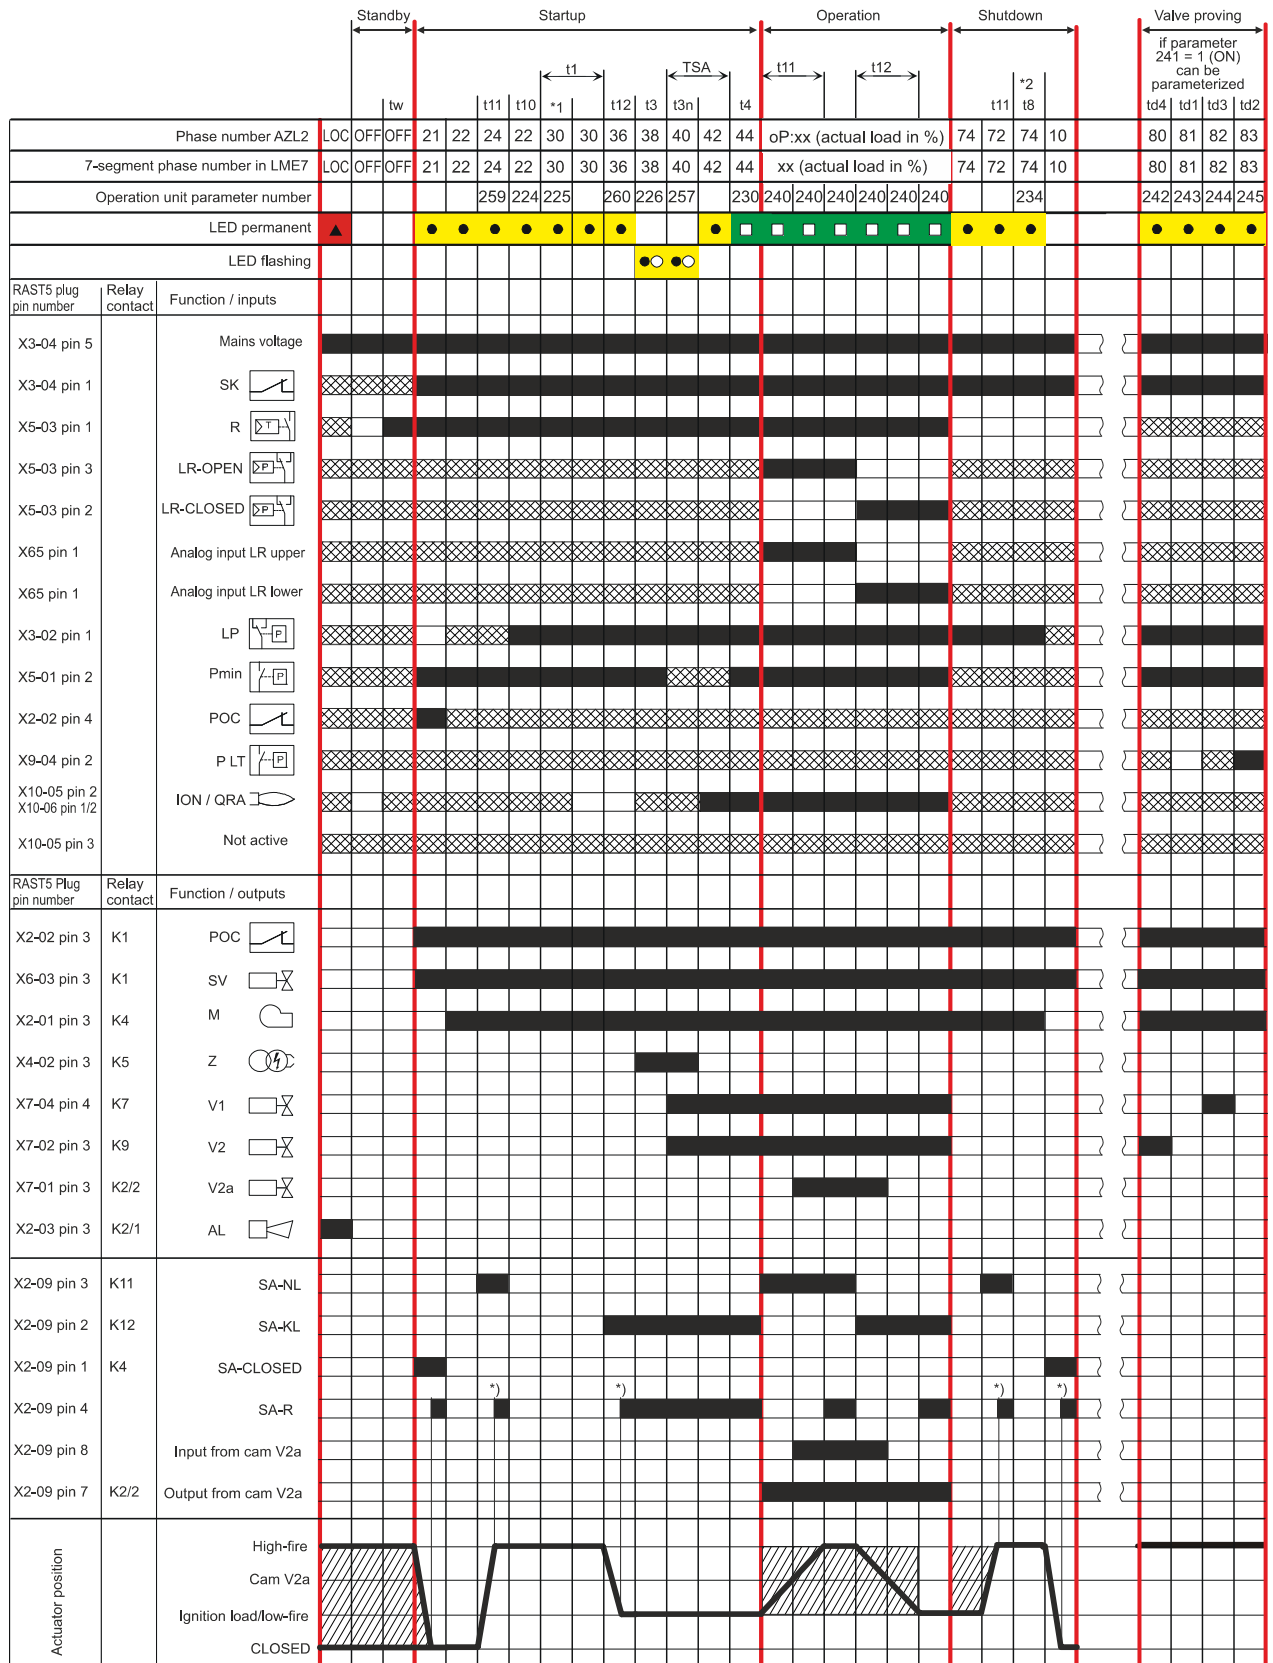 Standby Startup Operation Shutdown Valve proving
if parameter
241 = 1 (ON)
can be
parameterized
t1 TSA t11 t12
*2
tw t11 t10 *1 t12 t3 t3n t4 t11 t8 td4 td1 td3 td2
Phase number AZL2 LOC OFF OFF 21 22 24 22 30 30 36 38 40 42 44 oP:xx (actual load in %) 74 72 74 10 80 81 82 83
7-segment phase number in LME7 LOC OFF OFF 21 22 24 22 30 30 36 38 40 42 44 xx (actual load in %) 74 72 74 10 80 81 82 83
Operation unit parameter number 259 224 225 260 226 257 230 240 240 240 240 240 240 234 242 243 244 245
LED permanent
LED flashing
RAST5 plug pin number Relay contact Function / inputs
X3-04 pin 5 Mains voltage
X3-04 pin 1 SK
X5-03 pin 1 R T
X5-03 pin 3 LR-OPEN P
X5-03 pin 2 LR-CLOSED P
X65 pin 1 Analog input LR upper
X65 pin 1 Analog input LR lower
X3-02 pin 1 LP P
X5-01 pin 2 Pmin P
X2-02 pin 4 POC
X9-04 pin 2 P LT P
X10-05 pin 2
X10-06 pin 1/2 ION / QRA
X10-05 pin 3 Not active
RAST5 Plug pin number Relay contact Function / outputs
X2-02 pin 3 K1 POC
X6-03 pin 3 K1 SV
X2-01 pin 3 K4 M
X4-02 pin 3 K5 Z
X7-04 pin 4 K7 V1
X7-02 pin 3 K9 V2
X7-01 pin 3 K2/2 V2a
X2-03 pin 3 K2/1 AL
X2-09 pin 3 K11 SA-NL
X2-09 pin 2 K12 SA-KL
X2-09 pin 1 K4 SA-CLOSED
*) *) *) *)
X2-09 pin 4 SA-R
X2-09 pin 8 Input from cam V2a
X2-09 pin 7 K2/2 Output from cam V2a
Actuator position
High-fire
Cam V2a
Ignition load/low-fire
CLOSED